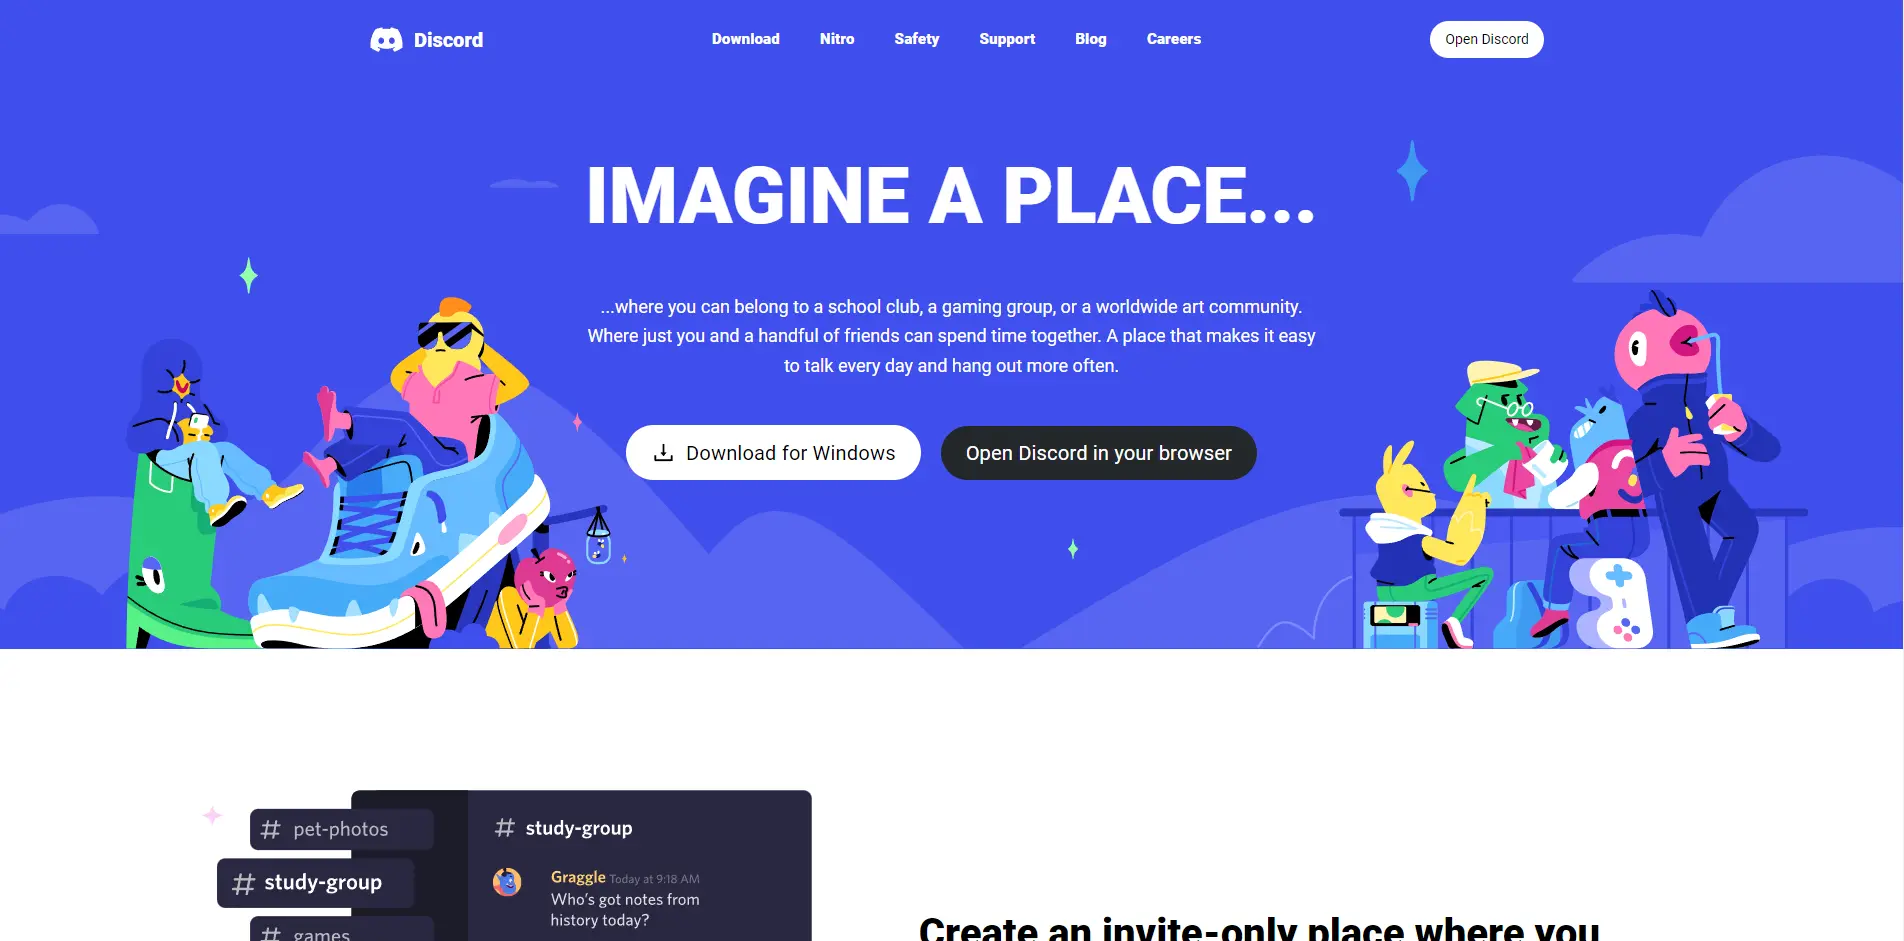 Discord
Download
Nitro
Safety
Support
Blog
Careers
Open Discord
IMAGINE A PLACE...
...where you can belong to a school club, a gaming group, or a worldwide art community.
Where just you and a handful of friends can spend time together. A place that makes it easy
to talk every day and hang out more often.
Download for Windows
Open Discord in your browser
# pet-photos
# study-group
# games
# study-group
Graggle Today at 9:18 AM
Who's got notes from
history today?
Create an invite-only place where you